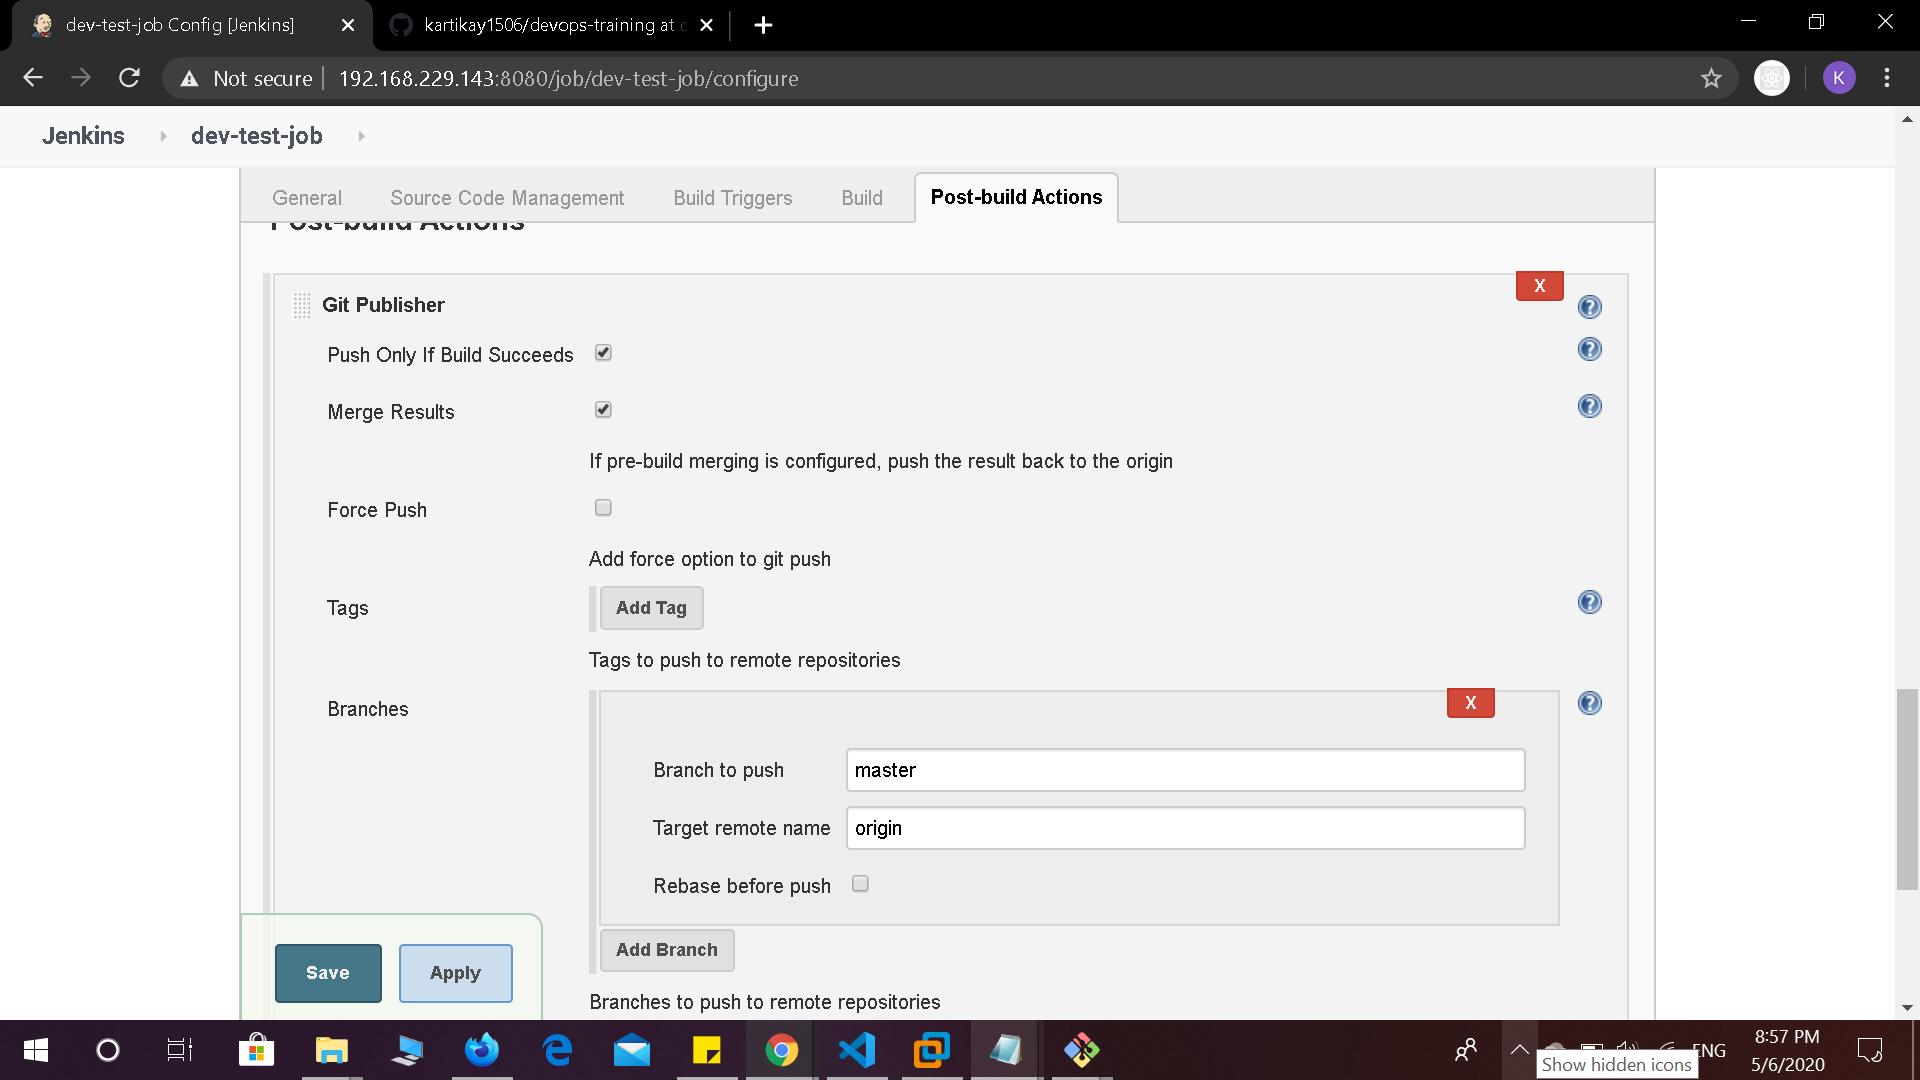 dev-test-job Config [Jenkins]
kartikay1506/devops-training at
Not secure
192.168.229.143:8080/job/dev-test-job/configure
K
Jenkins
dev-test-job
General
Source Code Management
Build Triggers
Build
Post-build Actions
Post-build Actions
X
Git Publisher
?
Push Only If Build Succeeds
?
Merge Results
?
If pre-build merging is configured, push the result back to the origin
Force Push
Add force option to git push
Tags
Add Tag
?
Tags to push to remote repositories
Branches
X
?
Branch to push
master
Target remote name
origin
Rebase before push
Add Branch
Save
Apply
Branches to push to remote repositories
ENG
8:57 PM
5/6/2020
Show hidden icons